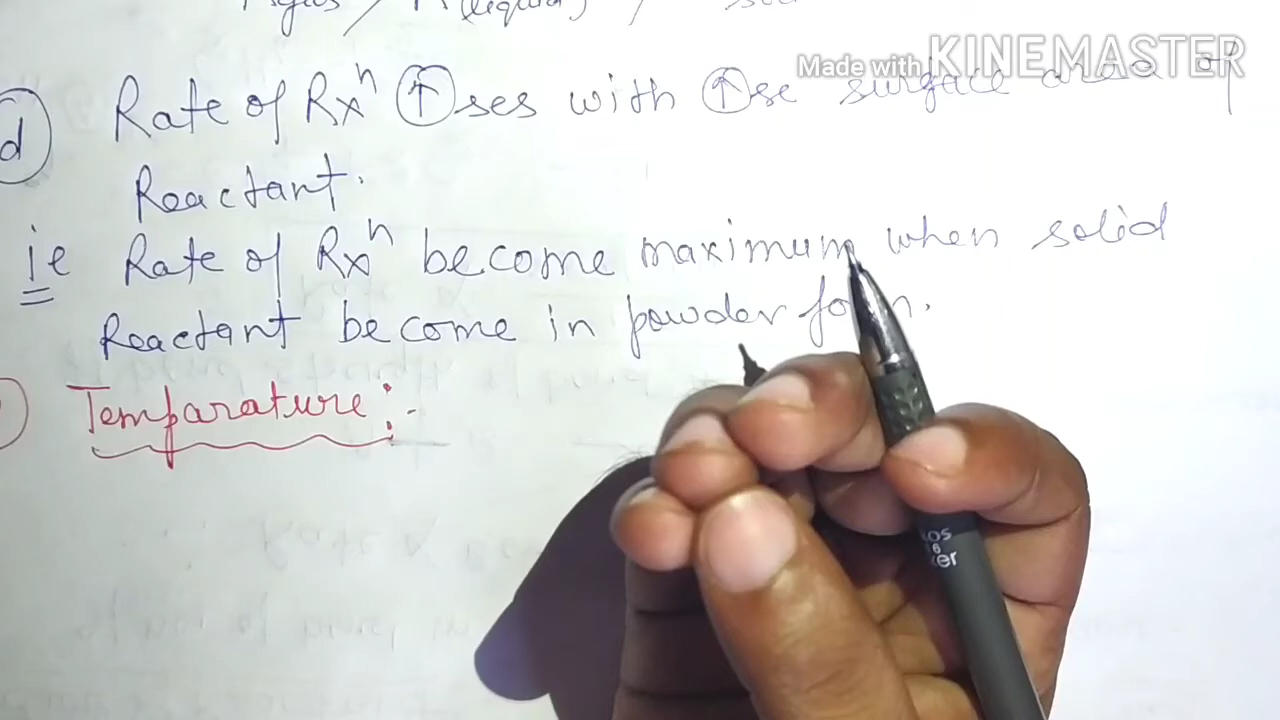 Made with KINEMASTER
d Rate of Rxⁿ ↑ses with ↑se surface area of
Reactant.
ie Rate of Rxⁿ become maximum when solid
Reactant become in powder
Temparature:-